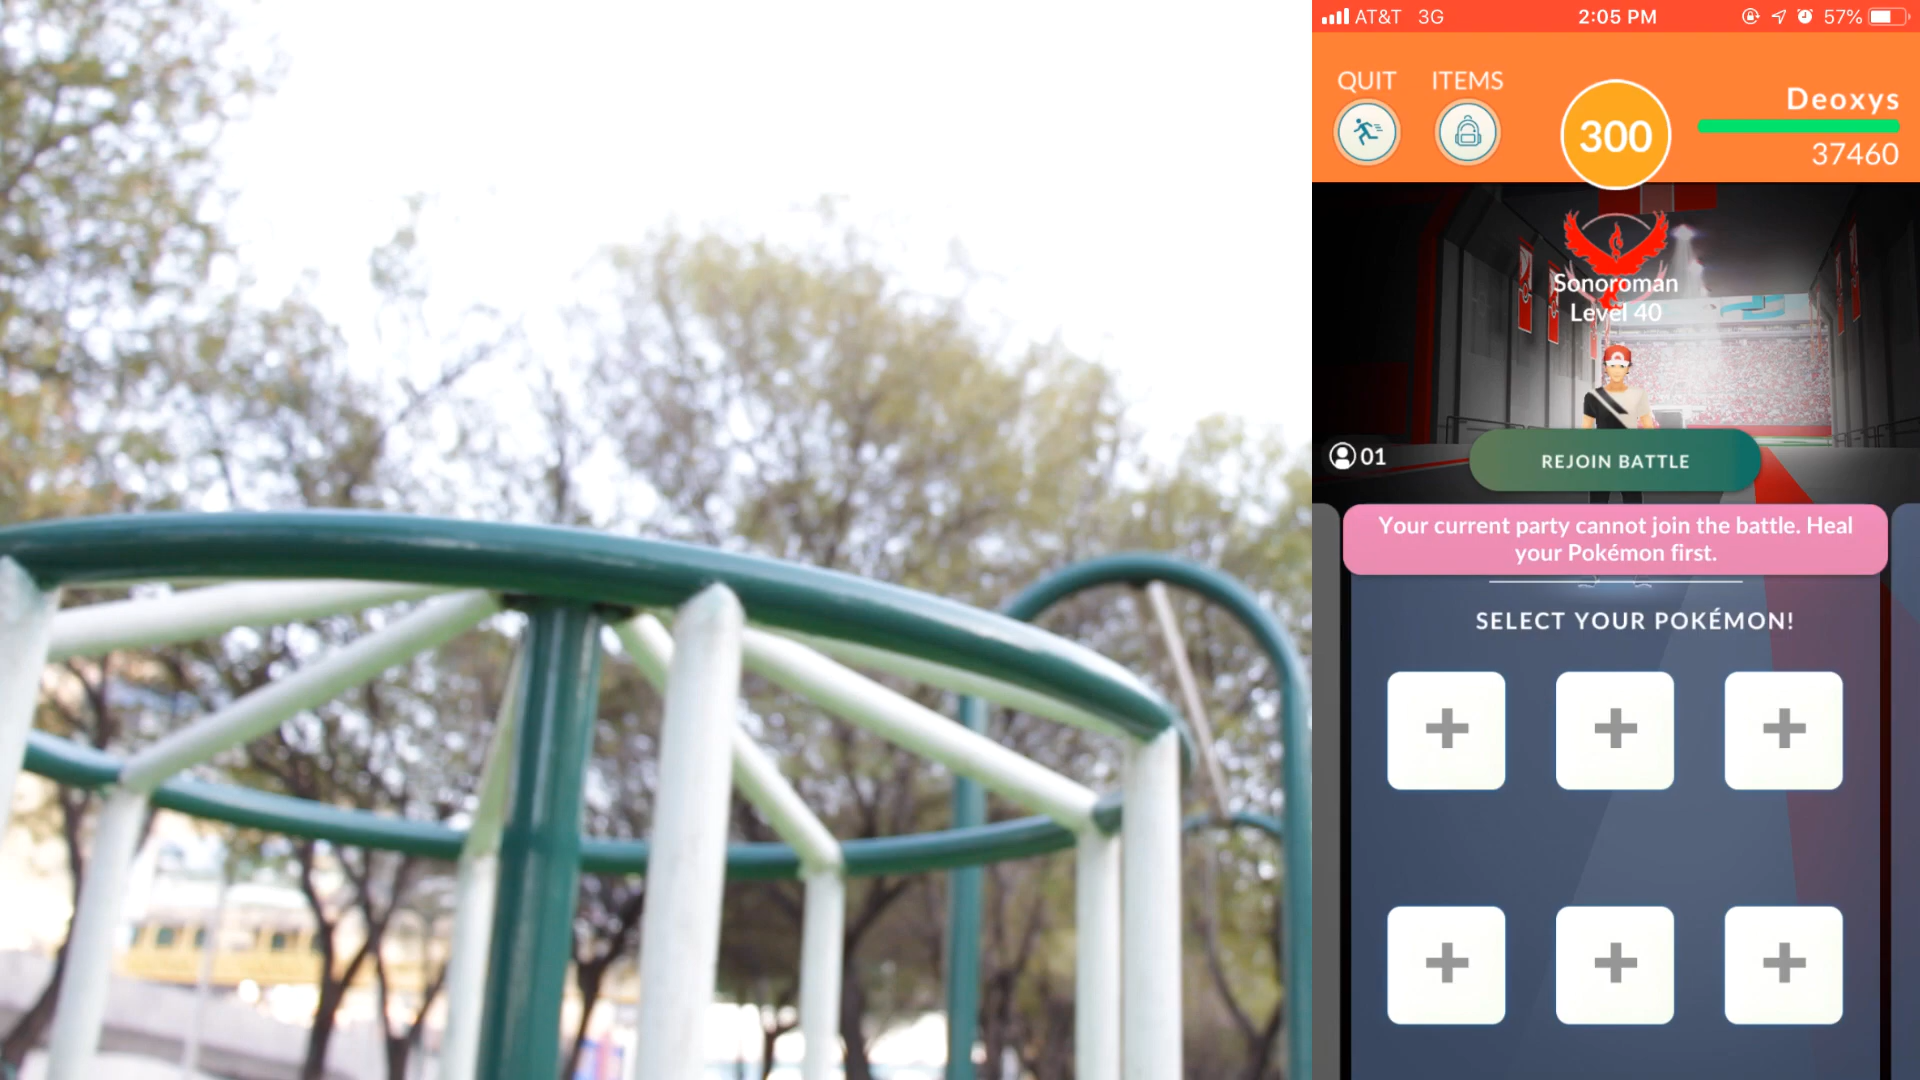 AT&T 3G 2:05 PM 57%
QUIT ITEMS
300
Deoxys
37460
Sonoroman
Level 40
01
REJOIN BATTLE
Your current party cannot join the battle. Heal
your Pokémon first.
SELECT YOUR POKÉMON!